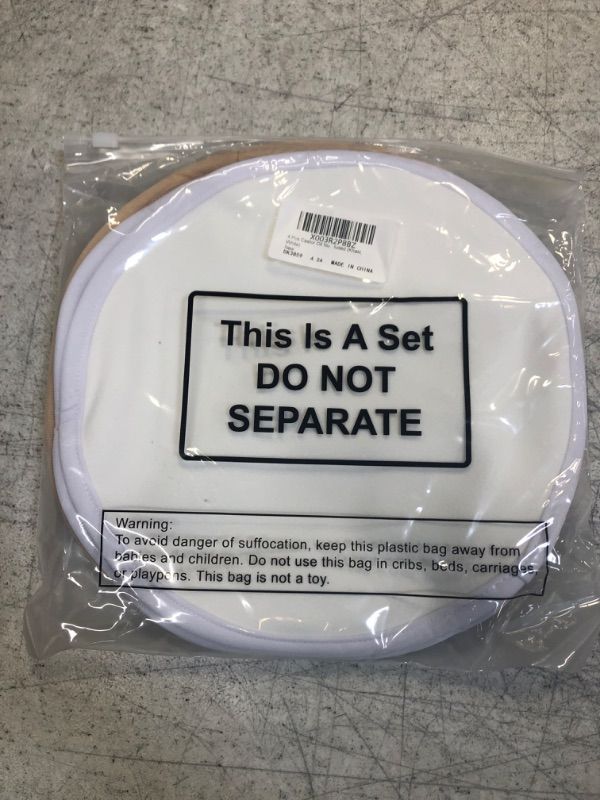 X003R2P8BZ
New
MADE IN CHINA
This Is A Set
DO NOT
SEPARATE
Warning:
To avoid danger of suffocation, keep this plastic bag away from
babies and children. Do not use this bag in cribs, beds, carriages
or playpens. This bag is not a toy.